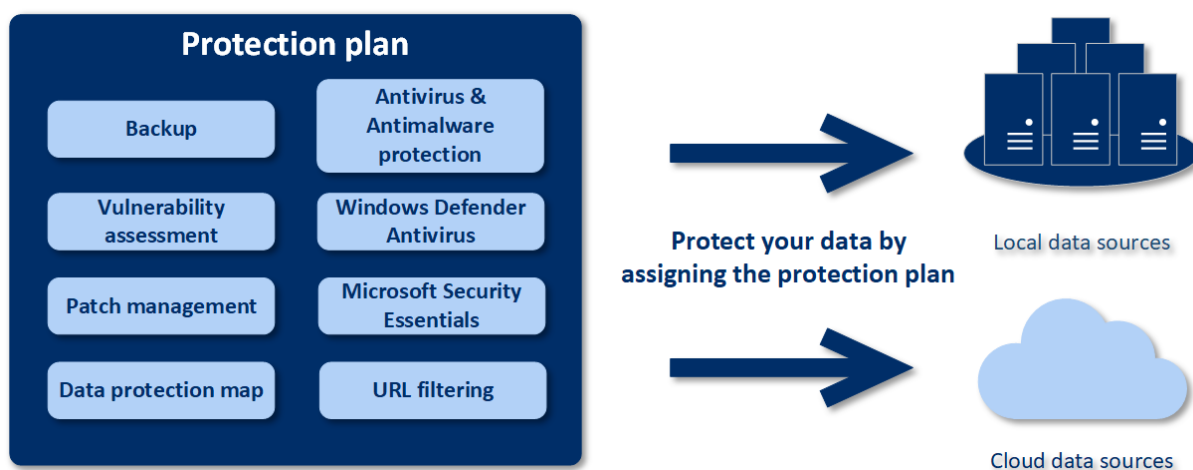 Protection plan
Backup
Antivirus &
Antimalware
protection
Vulnerability
assessment
Windows Defender
Antivirus
Patch management
Microsoft Security
Essentials
Data protection map
URL filtering
Protect your data by
assigning the protection plan
Local data sources
Cloud data sources